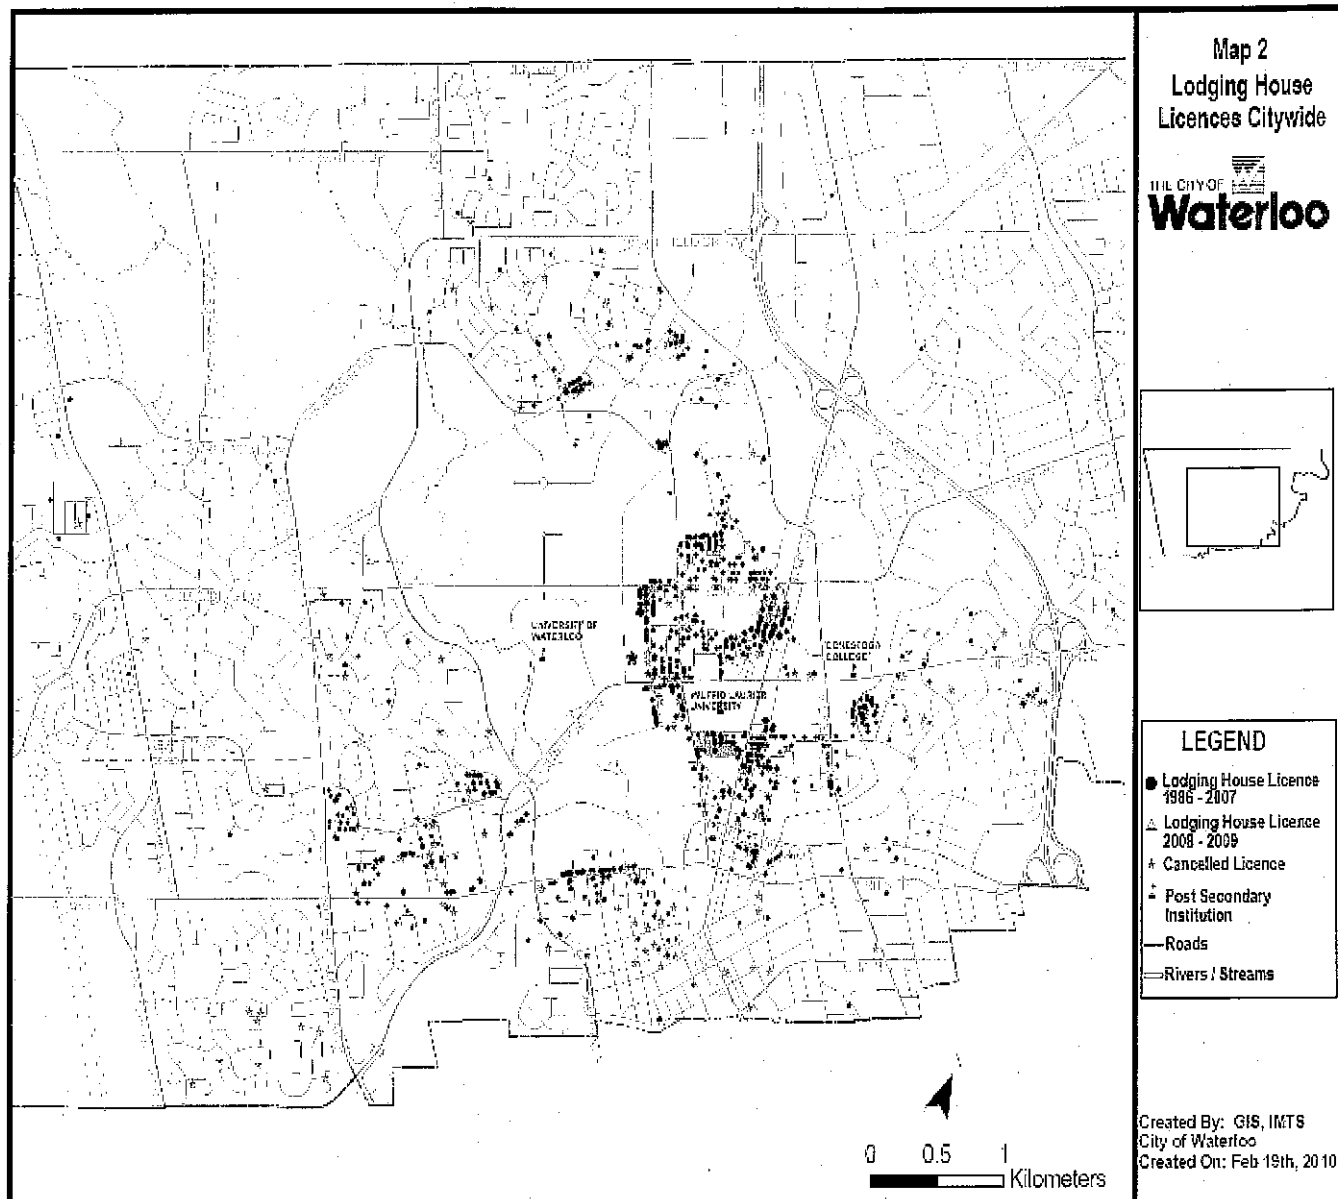 Map 2
Lodging House
Licences Citywide
THE CITY OF
Waterloo
UNIVERSITY OF
WATERLOO
CONESTOGA
COLLEGE
WILFRID LAURIER
UNIVERSITY
LEGEND
Lodging House Licence
1986 - 2007
Lodging House Licence
2008 - 2009
Cancelled Licence
Post Secondary
Institution
Roads
Rivers / Streams
0 0.5 1
Kilometers
Created By: GIS, IMTS
City of Waterloo
Created On: Feb 19th, 2010